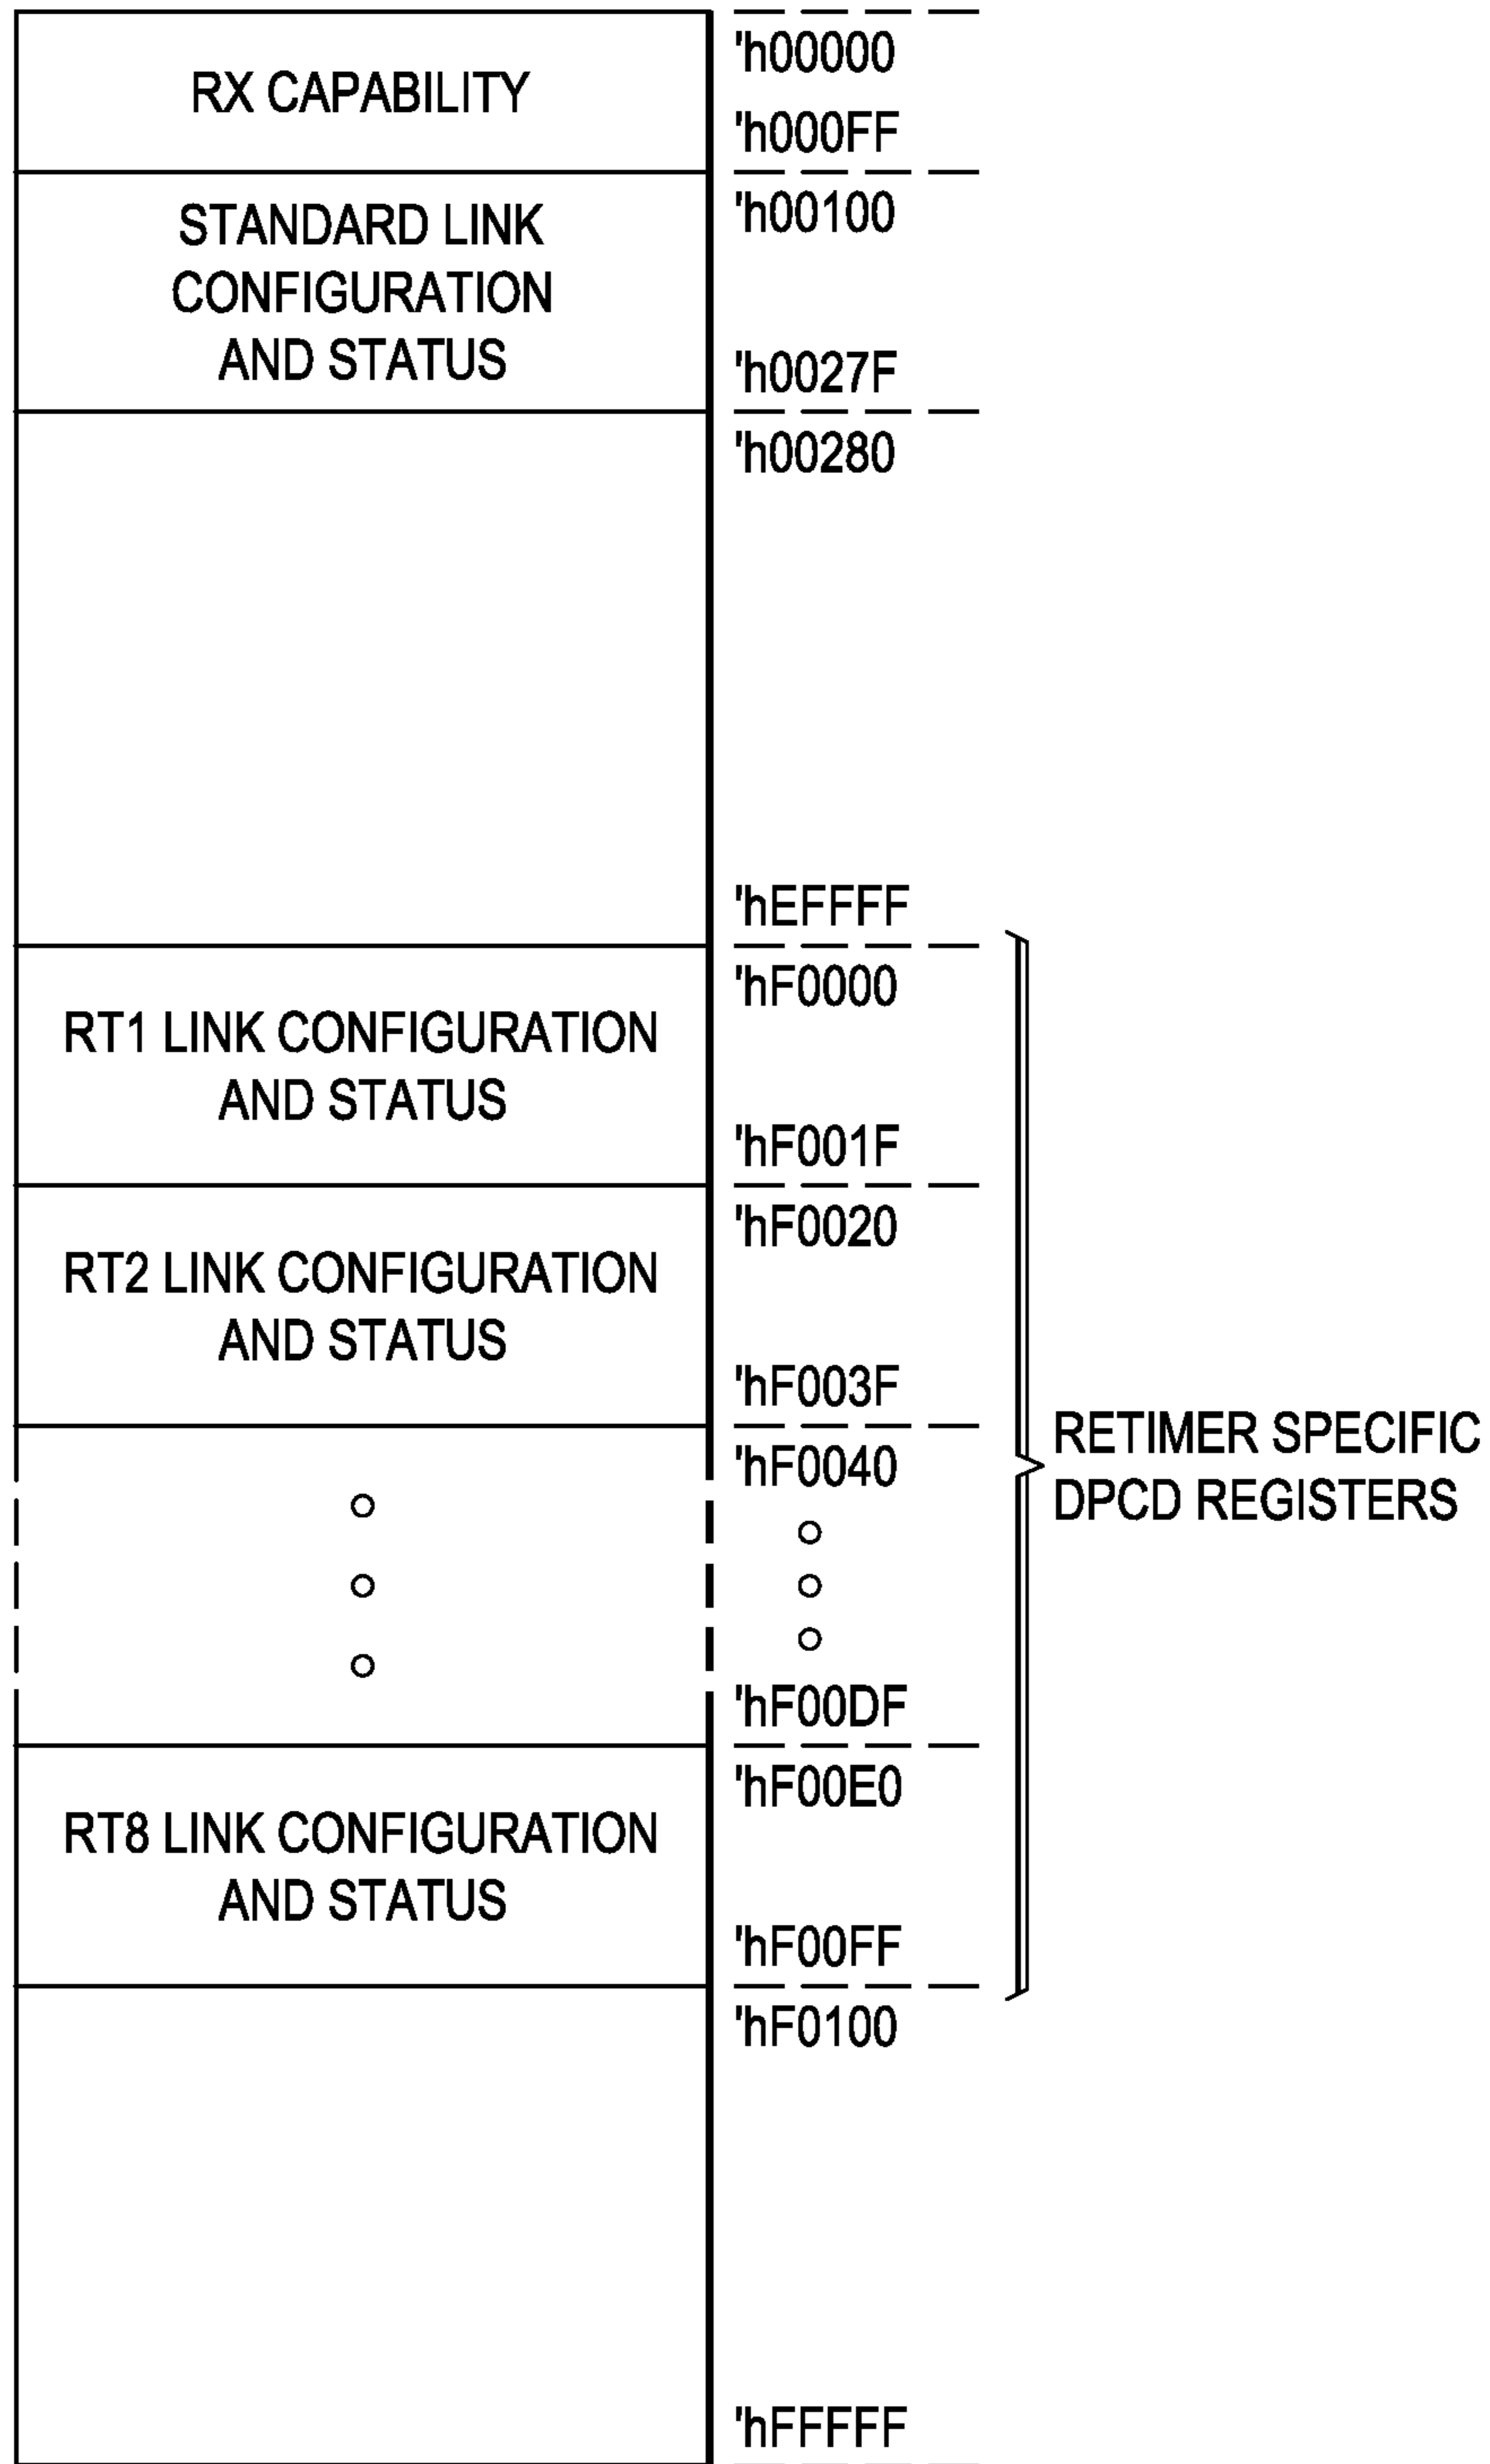 'h00000
RX CAPABILITY
'h000FF
'h00100
STANDARD LINK
CONFIGURATION
AND STATUS
'h0027F
'h00280
'hEFFFF
'hF0000
RT1 LINK CONFIGURATION
AND STATUS
'hF001F
'hF0020
RT2 LINK CONFIGURATION
AND STATUS
'hF003F
'hF0040
RETIMER SPECIFIC
DPCD REGISTERS
'hF00DF
'hF00E0
RT8 LINK CONFIGURATION
AND STATUS
'hF00FF
'hF0100
'hFFFFF